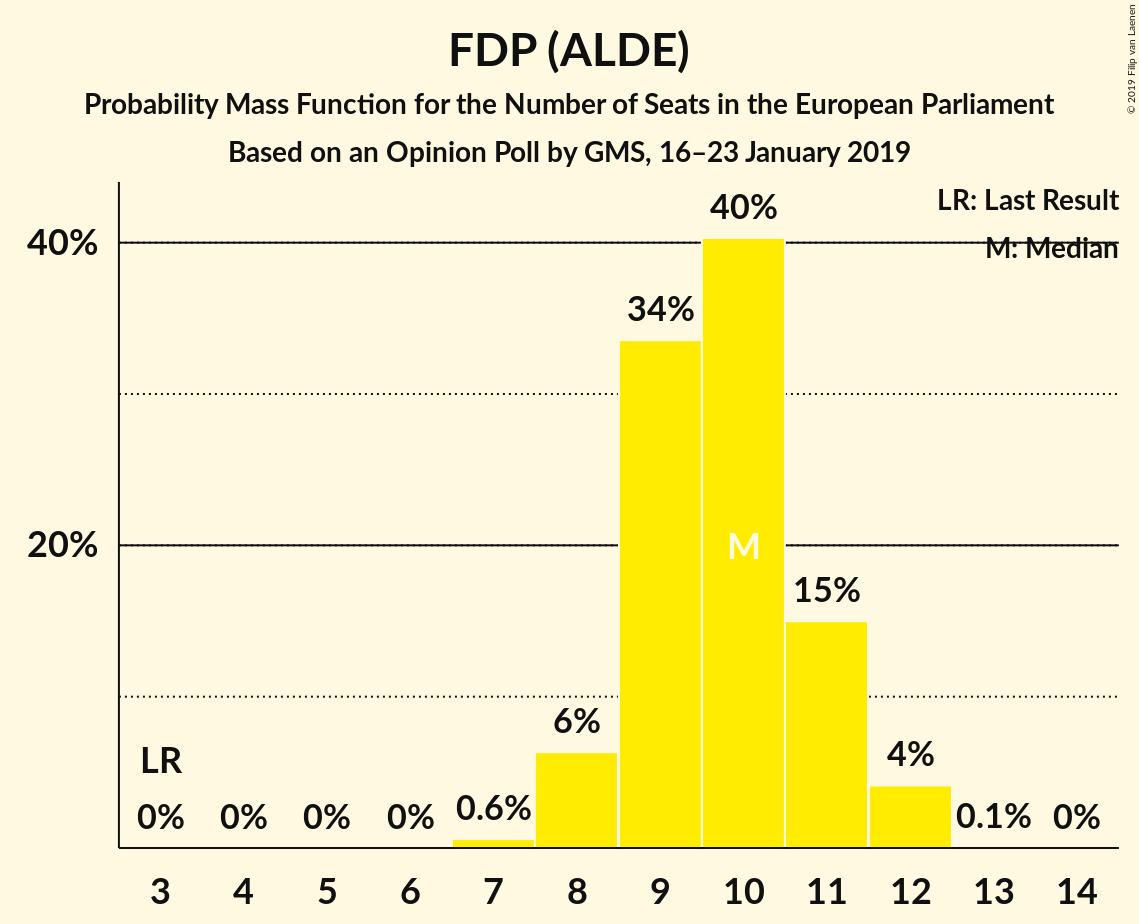 FDP (ALDE)
Probability Mass Function for the Number of Seats in the European Parliament
Based on an Opinion Poll by GMS, 16–23 January 2019
© 2019 Filip van Laenen
LR: Last Result
M: Median
40%
20%
LR
0%
0%
0%
0%
0.6%
6%
34%
40%
M
15%
4%
0.1%
0%
3 4 5 6 7 8 9 10 11 12 13 14